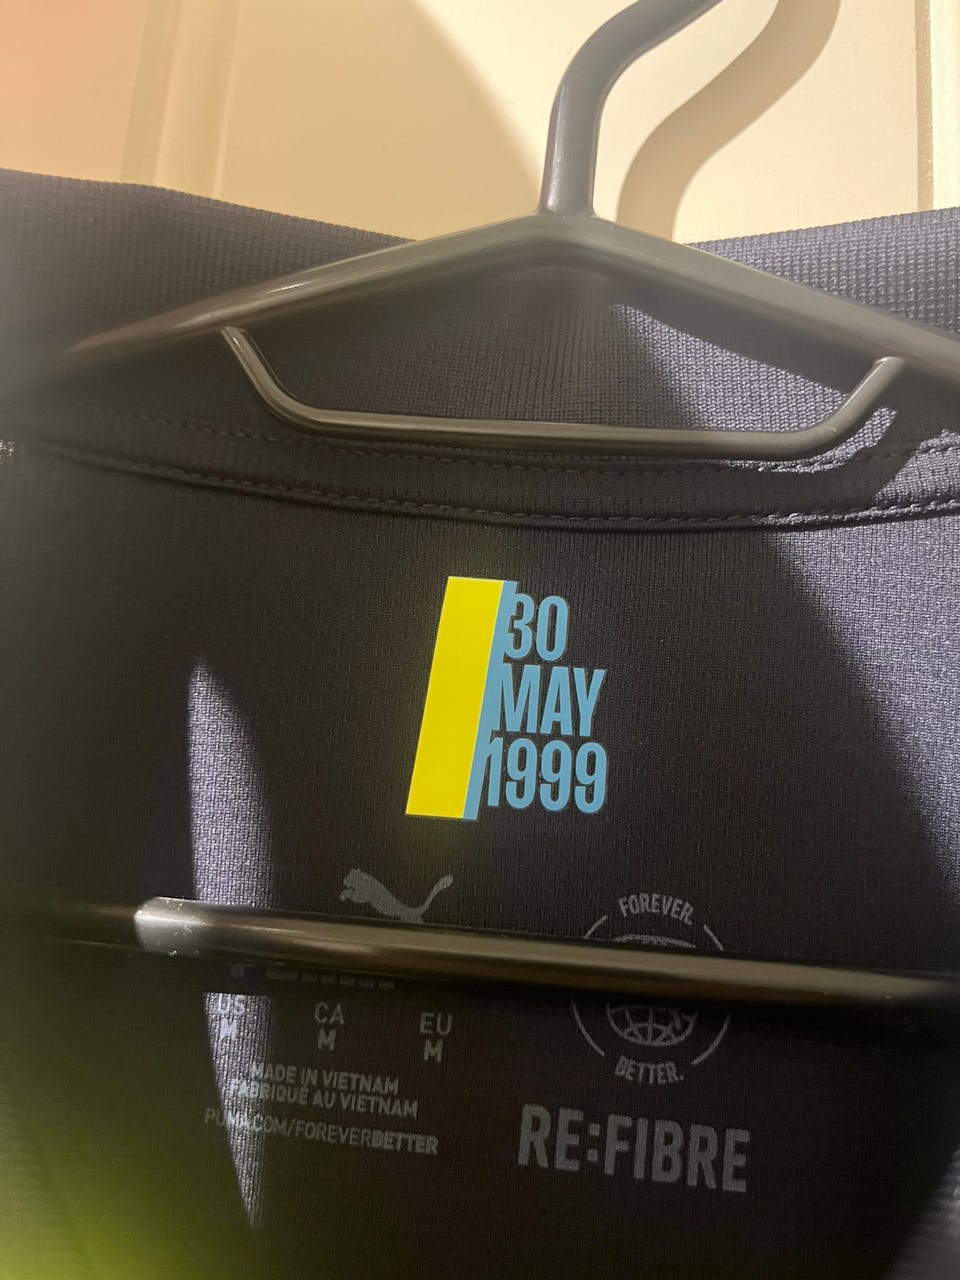 30
MAY
1999
FOREVER.
US CA EU
M M M
BETTER.
MADE IN VIETNAM
FABRIQUÉ AU VIETNAM
PUMA.COM/FOREVERBETTER
RE:FIBRE